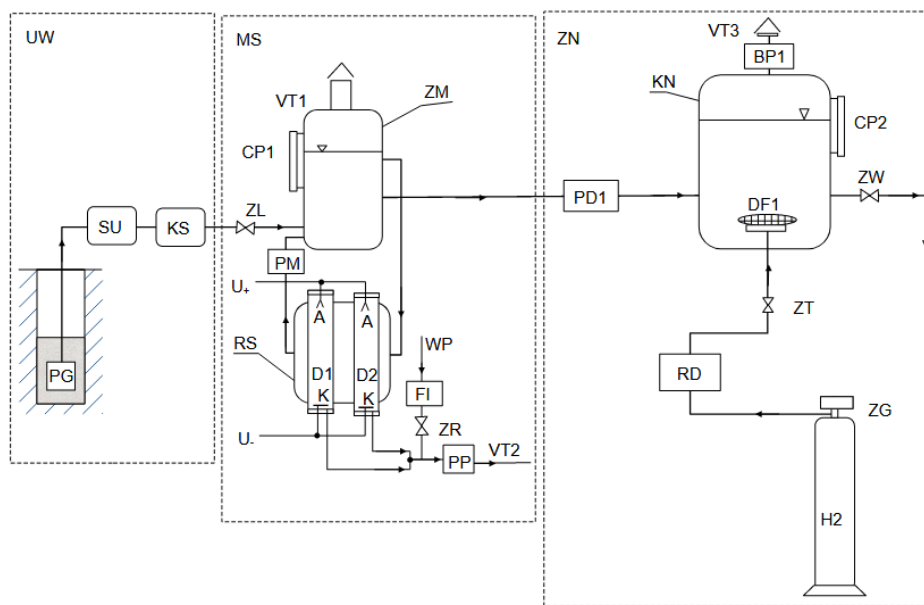 UW
MS
ZN
VT3
BP1
KN
CP2
VT1
ZM
CP1
ZL
SU
KS
PD1
ZW
DF1
PM
U+
A
A
ZT
RS
WP
PG
D1
D2
FI
RD
K
K
ZR
ZG
U-
PP
VT2
H2